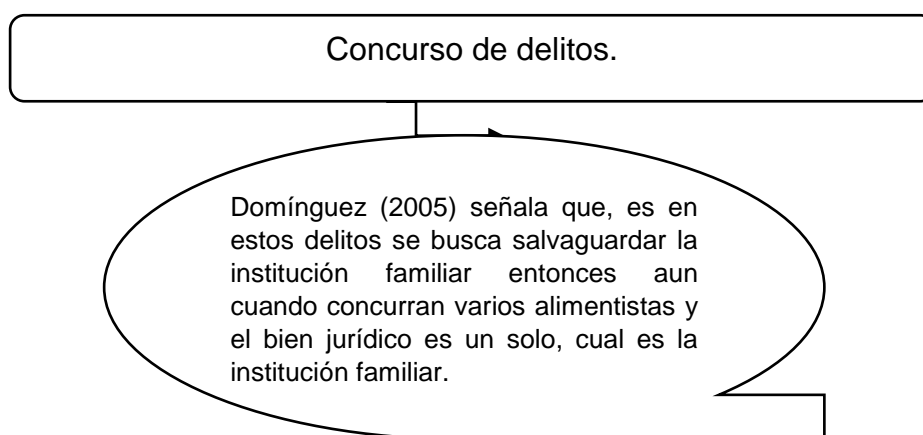 Concurso de delitos.
Domínguez (2005) señala que, es en
estos delitos se busca salvaguardar la
institución familiar entonces aun
cuando concurran varios alimentistas y
el bien jurídico es un solo, cual es la
institución familiar.